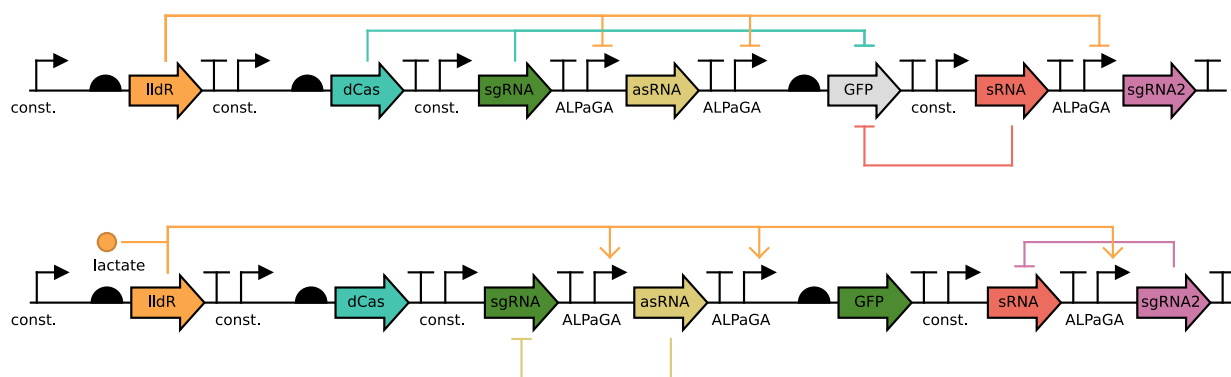 lldR dCas sgRNA asRNA GFP sRNA sgRNA2
const. const. const. ALPaGA ALPaGA const. ALPaGA
lactate
lldR dCas sgRNA asRNA GFP sRNA sgRNA2
const. const. const. ALPaGA ALPaGA const. ALPaGA